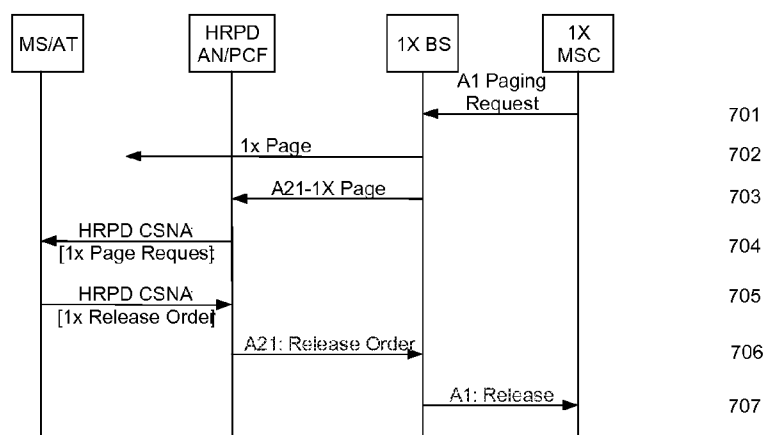 MS/AT
HRPD
AN/PCF
1X BS
1X
MSC
A1 Paging
Request
701
1x Page
702
A21-1X Page
703
HRPD CSNA
[1x Page Request]
704
HRPD CSNA
[1x Release Order]
705
A21: Release Order
706
A1: Release
707